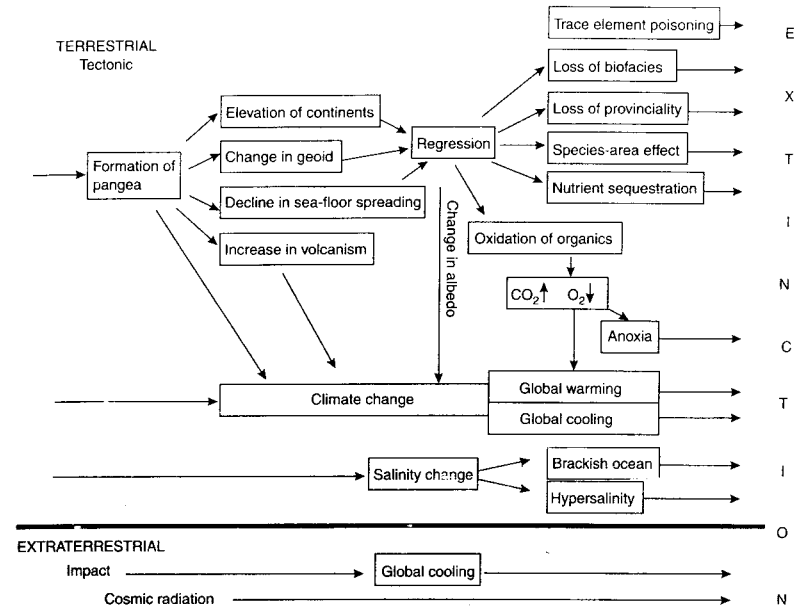 TERRESTRIAL
Tectonic
Trace element poisoning
Loss of biofacies
Elevation of continents
Loss of provinciality
Regression
Change in geoid
Species-area effect
Formation of
pangea
Nutrient sequestration
Decline in sea-floor spreading
Oxidation of organics
Increase in volcanism
Change in albedo
CO2 O2
Anoxia
Climate change
Global warming
Global cooling
Salinity change
Brackish ocean
Hypersalinity
EXTRATERRESTRIAL
Impact
Global cooling
Cosmic radiation
E
X
T
I
N
C
T
I
O
N